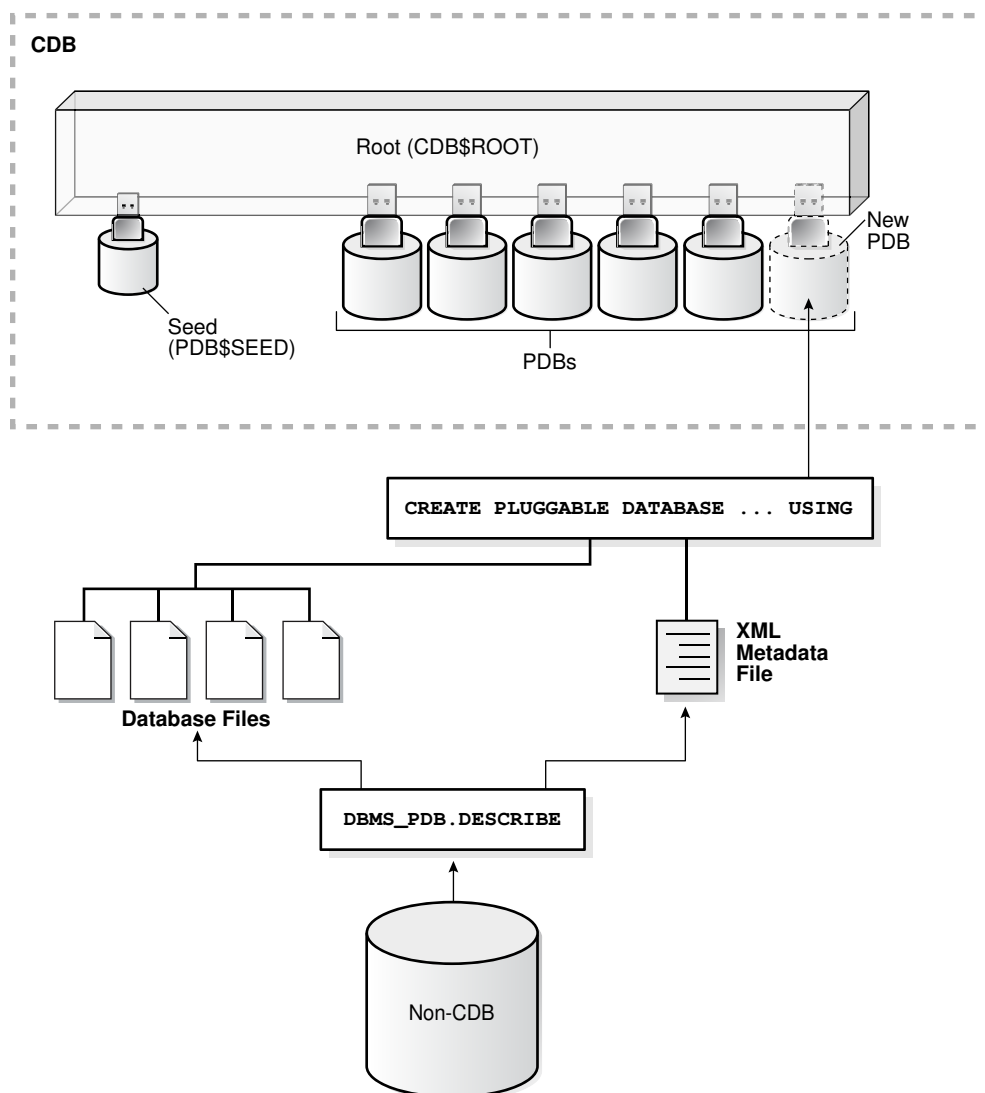 CDB
Root (CDB$ROOT)
New
PDB
Seed
(PDB$SEED)
PDBs
CREATE PLUGGABLE DATABASE ... USING
XML
Metadata
File
Database Files
DBMS_PDB.DESCRIBE
Non-CDB